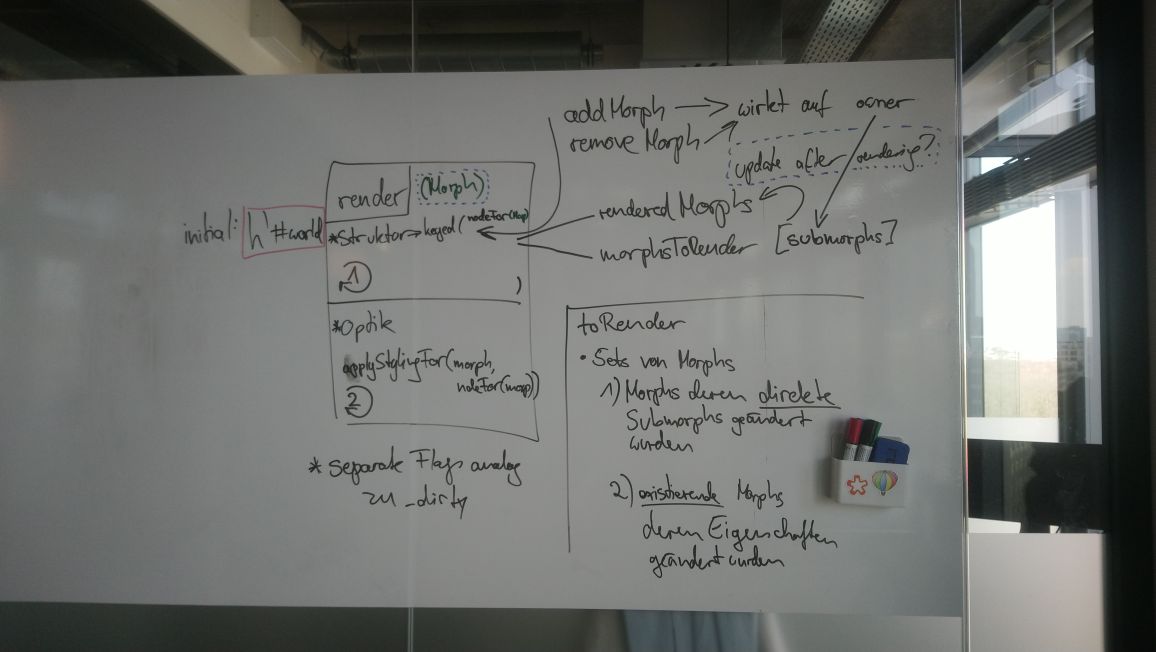 addMorph → wirkt auf owner
remove Morph
update after rendering?
render (Morph)
initial: h #world
*Struktur → keyed(nodeFor(Morph)
1
)
renderedMorphs
morphsToRender [submorphs]
*Optik
applyStylingFor(morph,
nodeFor(morph))
2
* separate Flags analog
zu _dirty
toRender
• Sets von Morphs
1) Morphs deren direkte
Submorphs geändert
wurden
2) existierende Morphs
deren Eigenschaften
geändert wurden